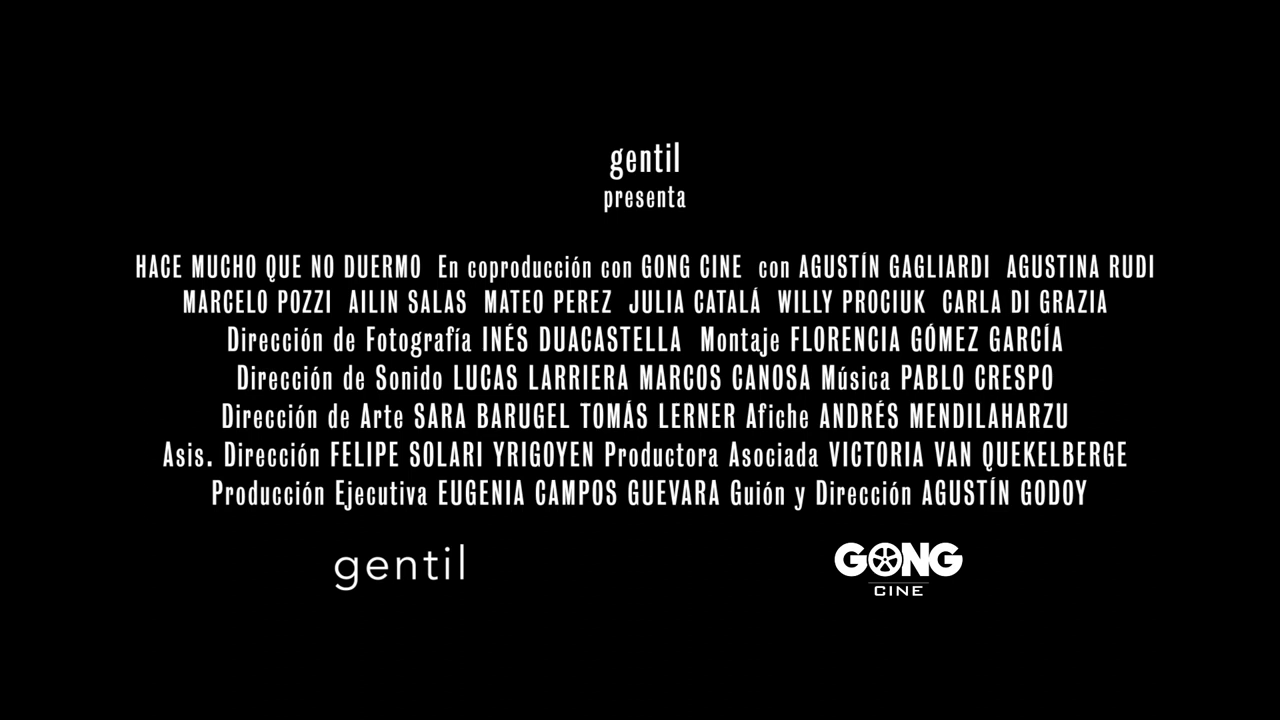 gentil
presenta
HACE MUCHO QUE NO DUERMO En coproducción con GONG CINE con AGUSTÍN GAGLIARDI AGUSTINA RUDI
MARCELO POZZI AILIN SALAS MATEO PEREZ JULIA CATALÁ WILLY PROCIUK CARLA DI GRAZIA
Dirección de Fotografía INÉS DUACASTELLA Montaje FLORENCIA GÓMEZ GARCÍA
Dirección de Sonido LUCAS LARRIERA MARCOS CANOSA Música PABLO CRESPO
Dirección de Arte SARA BARUGEL TOMÁS LERNER Afiche ANDRÉS MENDILAHARZU
Asis. Dirección FELIPE SOLARI YRIGOYEN Productora Asociada VICTORIA VAN QUEKELBERGE
Producción Ejecutiva EUGENIA CAMPOS GUEVARA Guión y Dirección AGUSTÍN GODOY
gentil
GONG
CINE